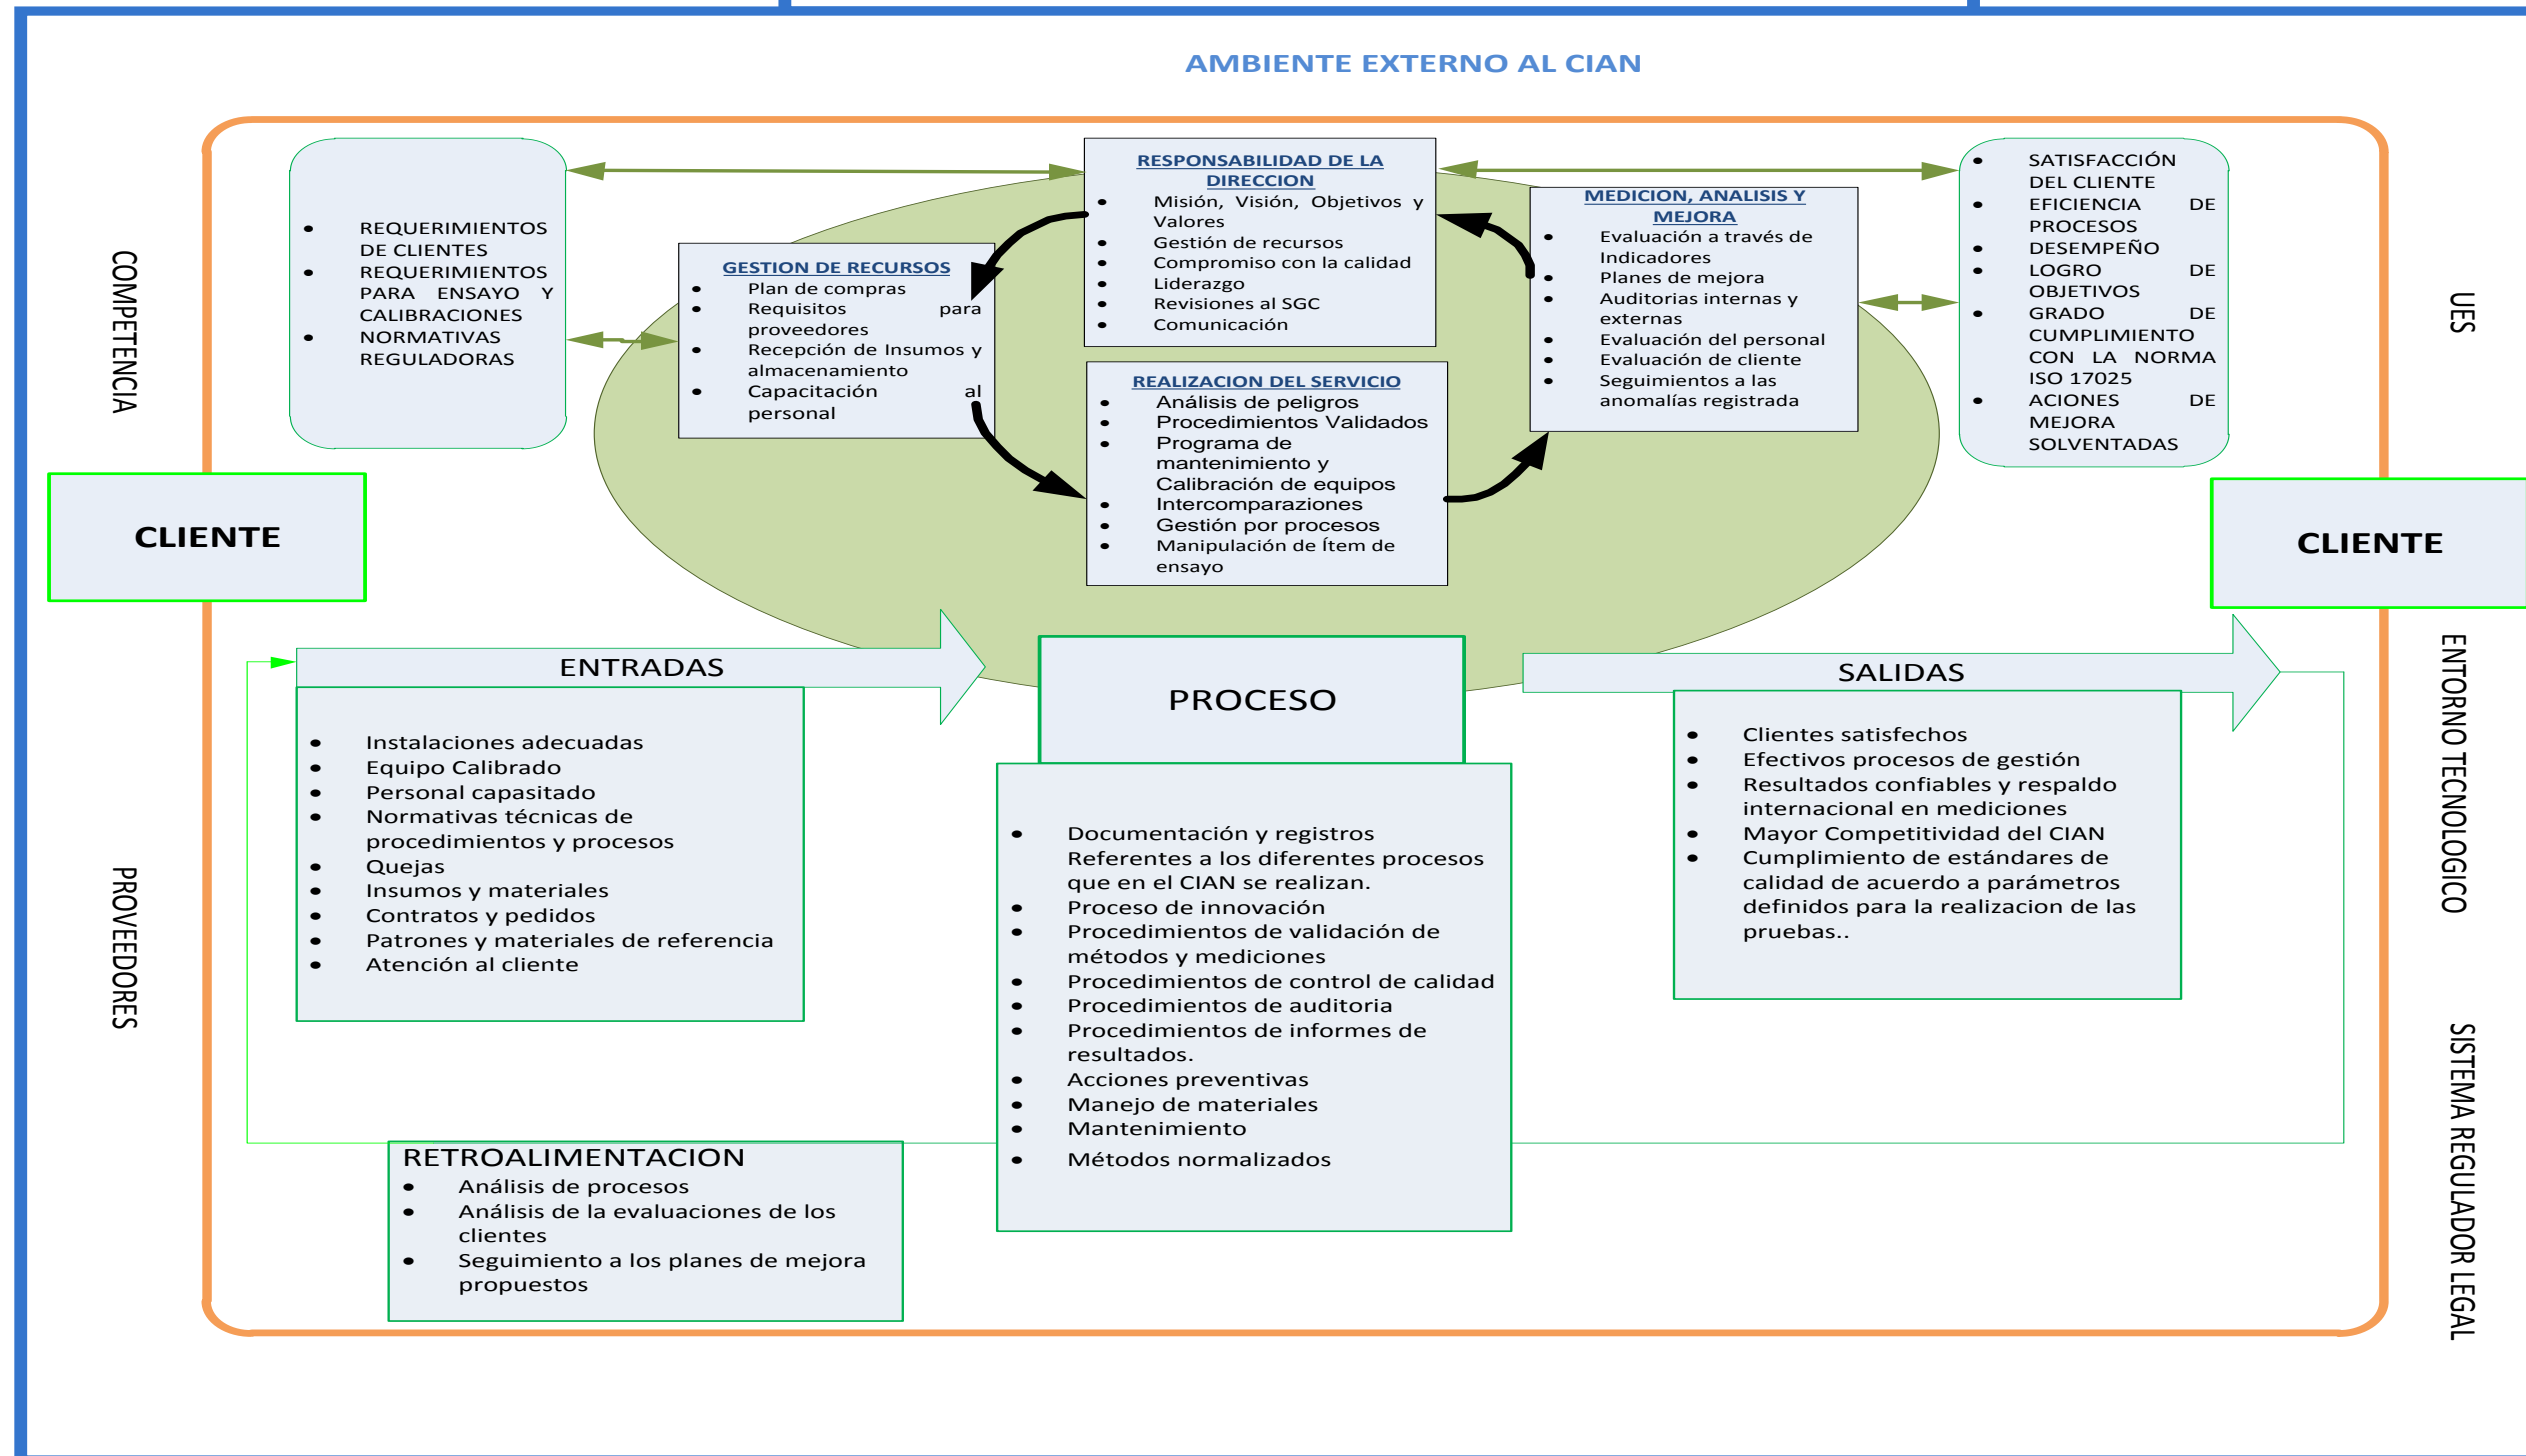 AMBIENTE EXTERNO AL CIAN
COMPETENCIA
PROVEEDORES
• REQUERIMIENTOS
DE CLIENTES
• REQUERIMIENTOS
PARA ENSAYO Y
CALIBRACIONES
• NORMATIVAS
REGULADORAS
RESPONSABILIDAD DE LA
DIRECCION
• Misión, Visión, Objetivos y
Valores
• Gestión de recursos
• Compromiso con la calidad
• Liderazgo
• Revisiones al SGC
• Comunicación
GESTION DE RECURSOS
• Plan de compras
• Requisitos para
proveedores
• Recepción de Insumos y
almacenamiento
• Capacitación al
personal
REALIZACION DEL SERVICIO
• Análisis de peligros
• Procedimientos Validados
• Programa de
mantenimiento y
Calibración de equipos
• Intercomparaziones
• Gestión por procesos
• Manipulación de Ítem de
ensayo
MEDICION, ANALISIS Y
MEJORA
• Evaluación a través de
Indicadores
• Planes de mejora
• Auditorias internas y
externas
• Evaluación del personal
• Evaluación de cliente
• Seguimientos a las
anomalías registrada
• SATISFACCIÓN
DEL CLIENTE
• EFICIENCIA DE
PROCESOS
• DESEMPEÑO
• LOGRO DE
OBJETIVOS
• GRADO DE
CUMPLIMIENTO
CON LA NORMA
ISO 17025
• ACIONES DE
MEJORA
SOLVENTADAS
UES
ENTORNO TECNOLOGICO
SISTEMA REGULADOR LEGAL
CLIENTE
CLIENTE
ENTRADAS
• Instalaciones adecuadas
• Equipo Calibrado
• Personal capasitado
• Normativas técnicas de
procedimientos y procesos
• Quejas
• Insumos y materiales
• Contratos y pedidos
• Patrones y materiales de referencia
• Atención al cliente
PROCESO
• Documentación y registros
Referentes a los diferentes procesos
que en el CIAN se realizan.
• Proceso de innovación
• Procedimientos de validación de
métodos y mediciones
• Procedimientos de control de calidad
• Procedimientos de auditoria
• Procedimientos de informes de
resultados.
• Acciones preventivas
• Manejo de materiales
• Mantenimiento
• Métodos normalizados
SALIDAS
• Clientes satisfechos
• Efectivos procesos de gestión
• Resultados confiables y respaldo
internacional en mediciones
• Mayor Competitividad del CIAN
• Cumplimiento de estándares de
calidad de acuerdo a parámetros
definidos para la realizacion de las
pruebas..
RETROALIMENTACION
• Análisis de procesos
• Análisis de la evaluaciones de los
clientes
• Seguimiento a los planes de mejora
propuestos